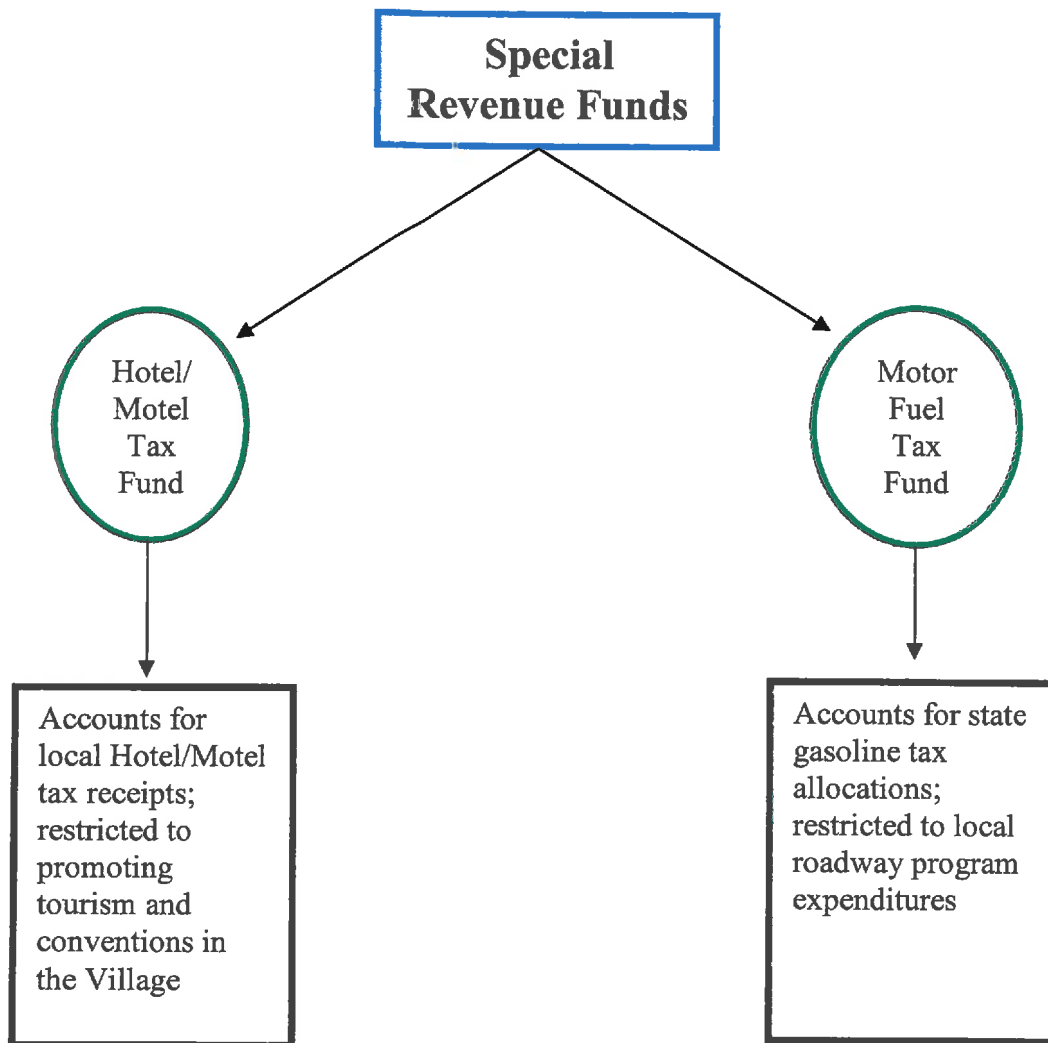 Special
Revenue Funds
Hotel/
Motel
Tax
Fund
Motor
Fuel
Tax
Fund
Accounts for
local Hotel/Motel
tax receipts;
restricted to
promoting
tourism and
conventions in
the Village
Accounts for state
gasoline tax
allocations;
restricted to local
roadway program
expenditures